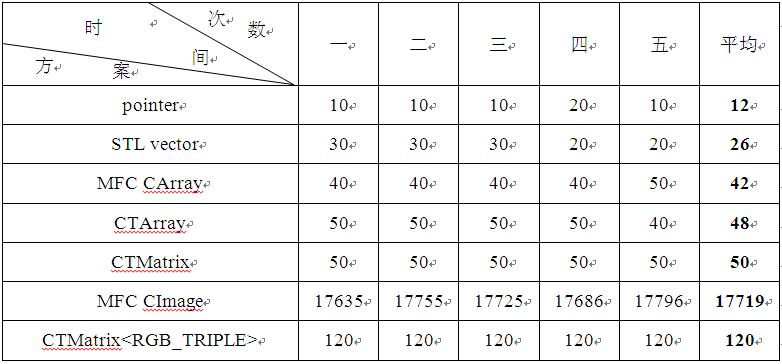 时间 次数 方案 一 二 三 四 五 平均
pointer 10 10 10 20 10 12
STL vector 30 30 30 20 20 26
MFC CArray 40 40 40 40 50 42
CTArray 50 50 50 50 40 48
CTMatrix 50 50 50 50 50 50
MFC CImage 17635 17755 17725 17686 17796 17719
CTMatrix<RGB_TRIPLE> 120 120 120 120 120 120